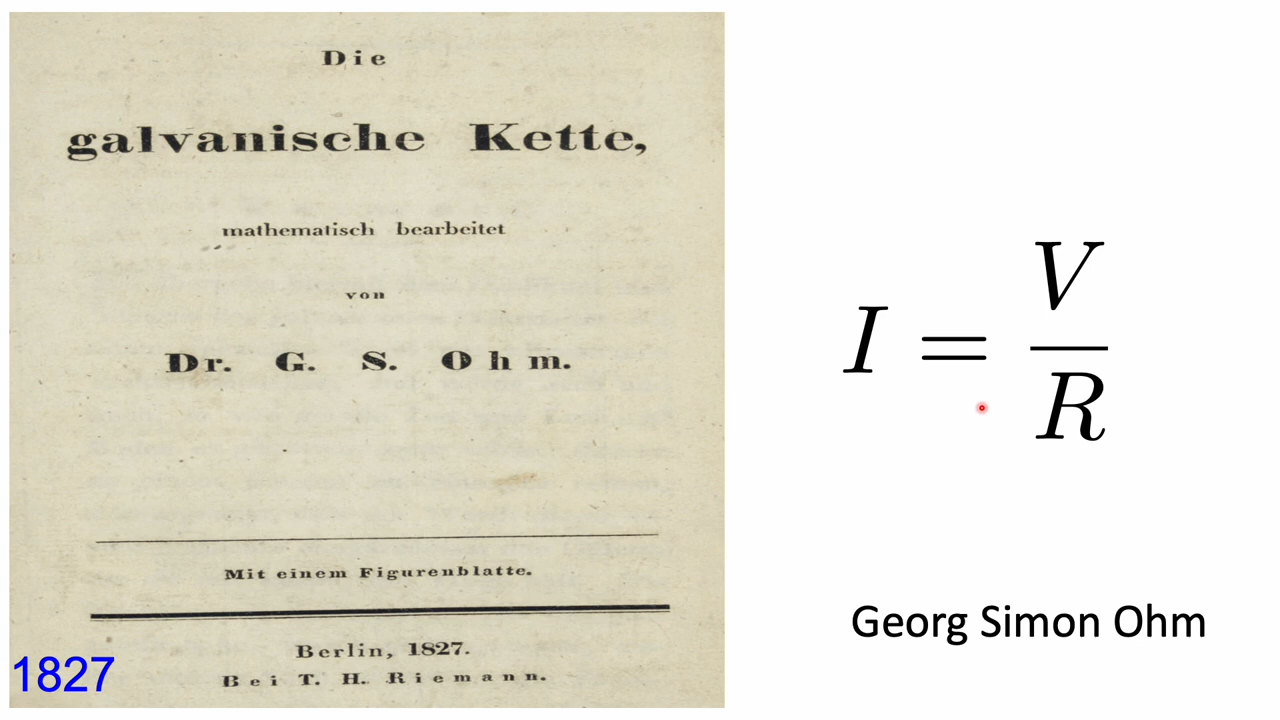 Die
galvanische Kette,
mathematisch bearbeitet
von
Dr. G. S. Ohm.
Mit einem Figurenblatte.
Berlin, 1827.
Bei T. H. Riemann.
1827
I = V / R
Georg Simon Ohm